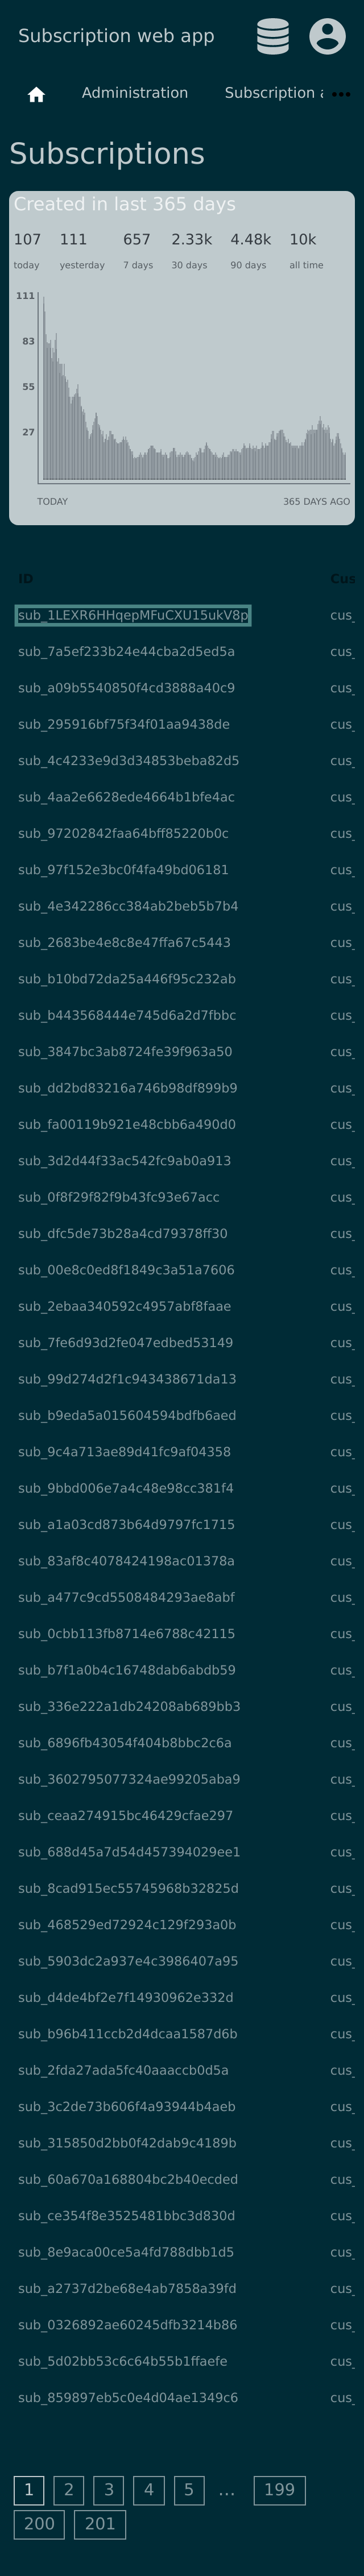 Subscription web app
Administration Subscription a
Subscriptions
Created in last 365 days
107 111 657 2.33k 4.48k 10k
today yesterday 7 days 30 days 90 days all time
111
83
55
27
TODAY 365 DAYS AGO
ID Cus
sub_1LEXR6HHqepMFuCXU15ukV8p cus_
sub_7a5ef233b24e44cba2d5ed5a cus_
sub_a09b5540850f4cd3888a40c9 cus_
sub_295916bf75f34f01aa9438de cus_
sub_4c4233e9d3d34853beba82d5 cus_
sub_4aa2e6628ede4664b1bfe4ac cus_
sub_97202842faa64bff85220b0c cus_
sub_97f152e3bc0f4fa49bd06181 cus_
sub_4e342286cc384ab2beb5b7b4 cus_
sub_2683be4e8c8e47ffa67c5443 cus_
sub_b10bd72da25a446f95c232ab cus_
sub_b443568444e745d6a2d7fbbc cus_
sub_3847bc3ab8724fe39f963a50 cus_
sub_dd2bd83216a746b98df899b9 cus_
sub_fa00119b921e48cbb6a490d0 cus_
sub_3d2d44f33ac542fc9ab0a913 cus_
sub_0f8f29f82f9b43fc93e67acc cus_
sub_dfc5de73b28a4cd79378ff30 cus_
sub_00e8c0ed8f1849c3a51a7606 cus_
sub_2ebaa340592c4957abf8faae cus_
sub_7fe6d93d2fe047edbed53149 cus_
sub_99d274d2f1c943438671da13 cus_
sub_b9eda5a015604594bdfb6aed cus_
sub_9c4a713ae89d41fc9af04358 cus_
sub_9bbd006e7a4c48e98cc381f4 cus_
sub_a1a03cd873b64d9797fc1715 cus_
sub_83af8c4078424198ac01378a cus_
sub_a477c9cd5508484293ae8abf cus_
sub_0cbb113fb8714e6788c42115 cus_
sub_b7f1a0b4c16748dab6abdb59 cus_
sub_336e222a1db24208ab689bb3 cus_
sub_6896fb43054f404b8bbc2c6a cus_
sub_3602795077324ae99205aba9 cus_
sub_ceaa274915bc46429cfae297 cus_
sub_688d45a7d54d457394029ee1 cus_
sub_8cad915ec55745968b32825d cus_
sub_468529ed72924c129f293a0b cus_
sub_5903dc2a937e4c3986407a95 cus_
sub_d4de4bf2e7f14930962e332d cus_
sub_b96b411ccb2d4dcaa1587d6b cus_
sub_2fda27ada5fc40aaaccb0d5a cus_
sub_3c2de73b606f4a93944b4aeb cus_
sub_315850d2bb0f42dab9c4189b cus_
sub_60a670a168804bc2b40ecded cus_
sub_ce354f8e3525481bbc3d830d cus_
sub_8e9aca00ce5a4fd788dbb1d5 cus_
sub_a2737d2be68e4ab7858a39fd cus_
sub_0326892ae60245dfb3214b86 cus_
sub_5d02bb53c6c64b55b1ffaefe cus_
sub_859897eb5c0e4d04ae1349c6 cus_
1 2 3 4 5 … 199
200 201